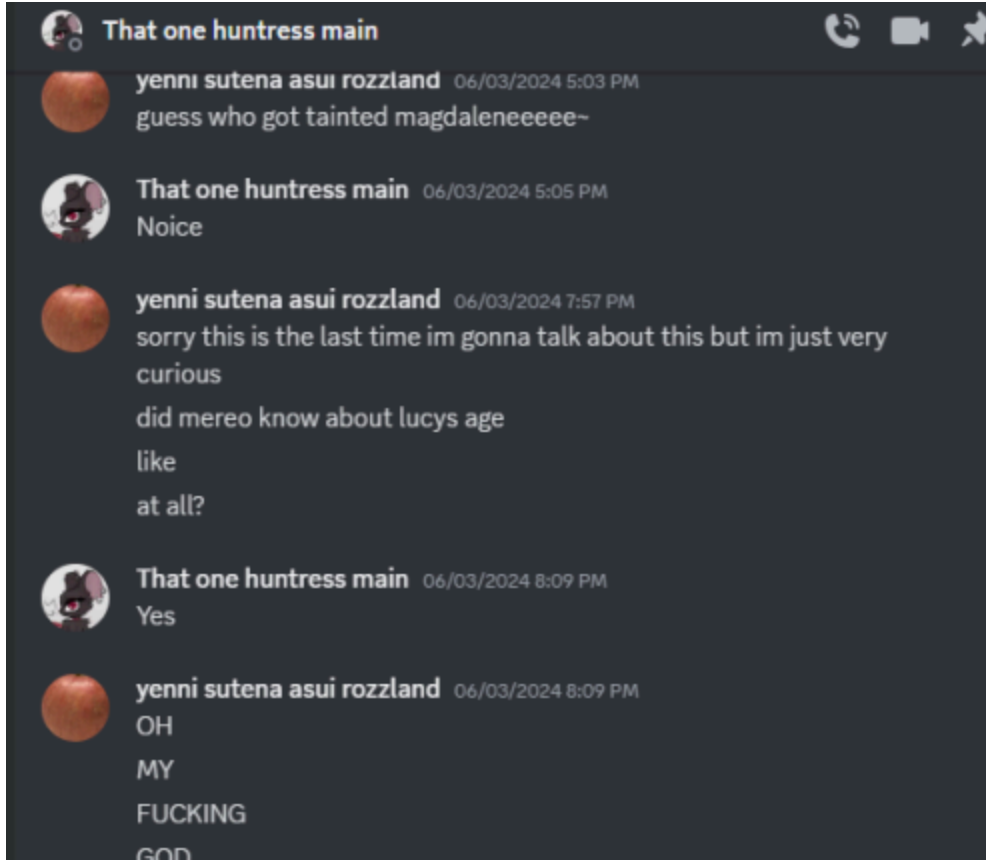 That one huntress main
yenni sutena asui rozzland 06/03/2024 5:03 PM
guess who got tainted magdaleneeeee~
That one huntress main 06/03/2024 5:05 PM
Noice
yenni sutena asui rozzland 06/03/2024 7:57 PM
sorry this is the last time im gonna talk about this but im just very
curious
did mereo know about lucys age
like
at all?
That one huntress main 06/03/2024 8:09 PM
Yes
yenni sutena asui rozzland 06/03/2024 8:09 PM
OH
MY
FUCKING
GOD